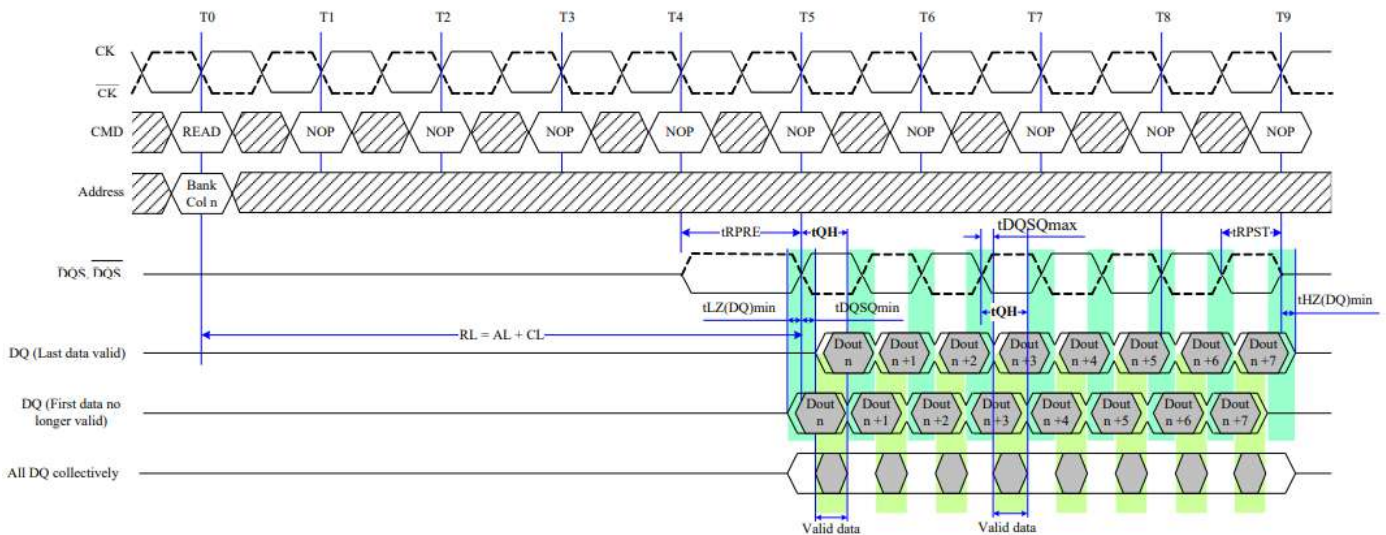 T0 T1 T2 T3 T4 T5 T6 T7 T8 T9
CK
CK
CMD READ NOP NOP NOP NOP NOP NOP NOP NOP NOP
Address Bank
Col n
tRPRE tQH tDQSQmax tRPST
DQS, DQS
tLZ(DQ)min tDQSQmin tQH tHZ(DQ)min
RL = AL + CL
DQ (Last data valid) Dout Dout Dout Dout Dout Dout Dout Dout
n n +1 n +2 n +3 n +4 n +5 n +6 n +7
DQ (First data no Dout Dout Dout Dout Dout Dout Dout Dout
longer valid) n n +1 n +2 n +3 n +4 n +5 n +6 n +7
All DQ collectively
Valid data Valid data